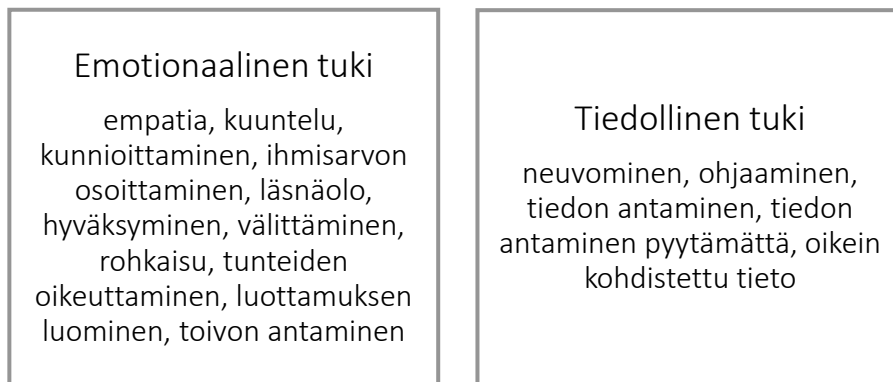 Emotionaalinen tuki
empatia, kuuntelu,
kunnioittaminen, ihmisarvon
osoittaminen, läsnäolo,
hyväksyminen, välittäminen,
rohkaisu, tunteiden
oikeuttaminen, luottamuksen
luominen, toivon antaminen
Tiedollinen tuki
neuvominen, ohjaaminen,
tiedon antaminen, tiedon
antaminen pyytämättä, oikein
kohdistettu tieto